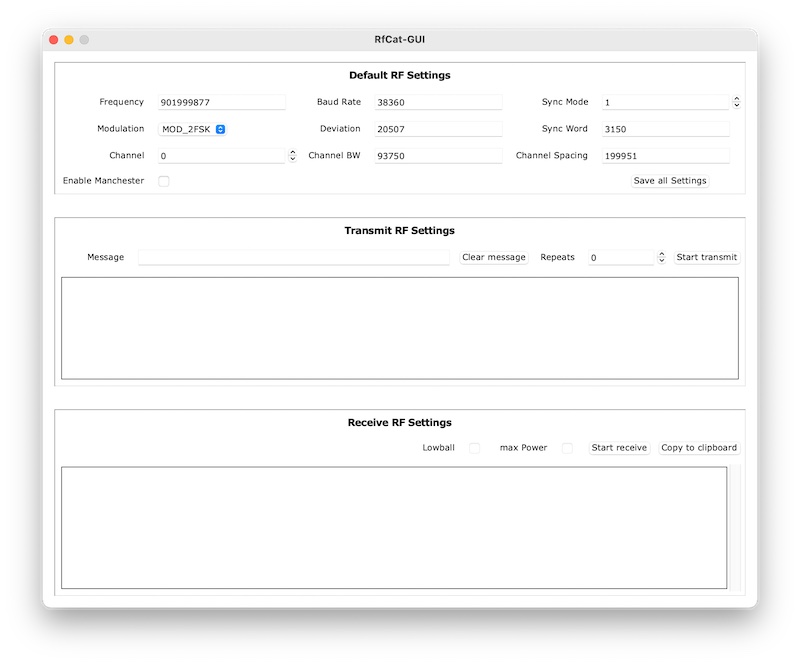 RfCat-GUI
Default RF Settings
Frequency 901999877 Baud Rate 38360 Sync Mode 1
Modulation MOD_2FSK Deviation 20507 Sync Word 3150
Channel 0 Channel BW 93750 Channel Spacing 199951
Enable Manchester Save all Settings
Transmit RF Settings
Message Clear message Repeats 0 Start transmit
Receive RF Settings
Lowball max Power Start receive Copy to clipboard